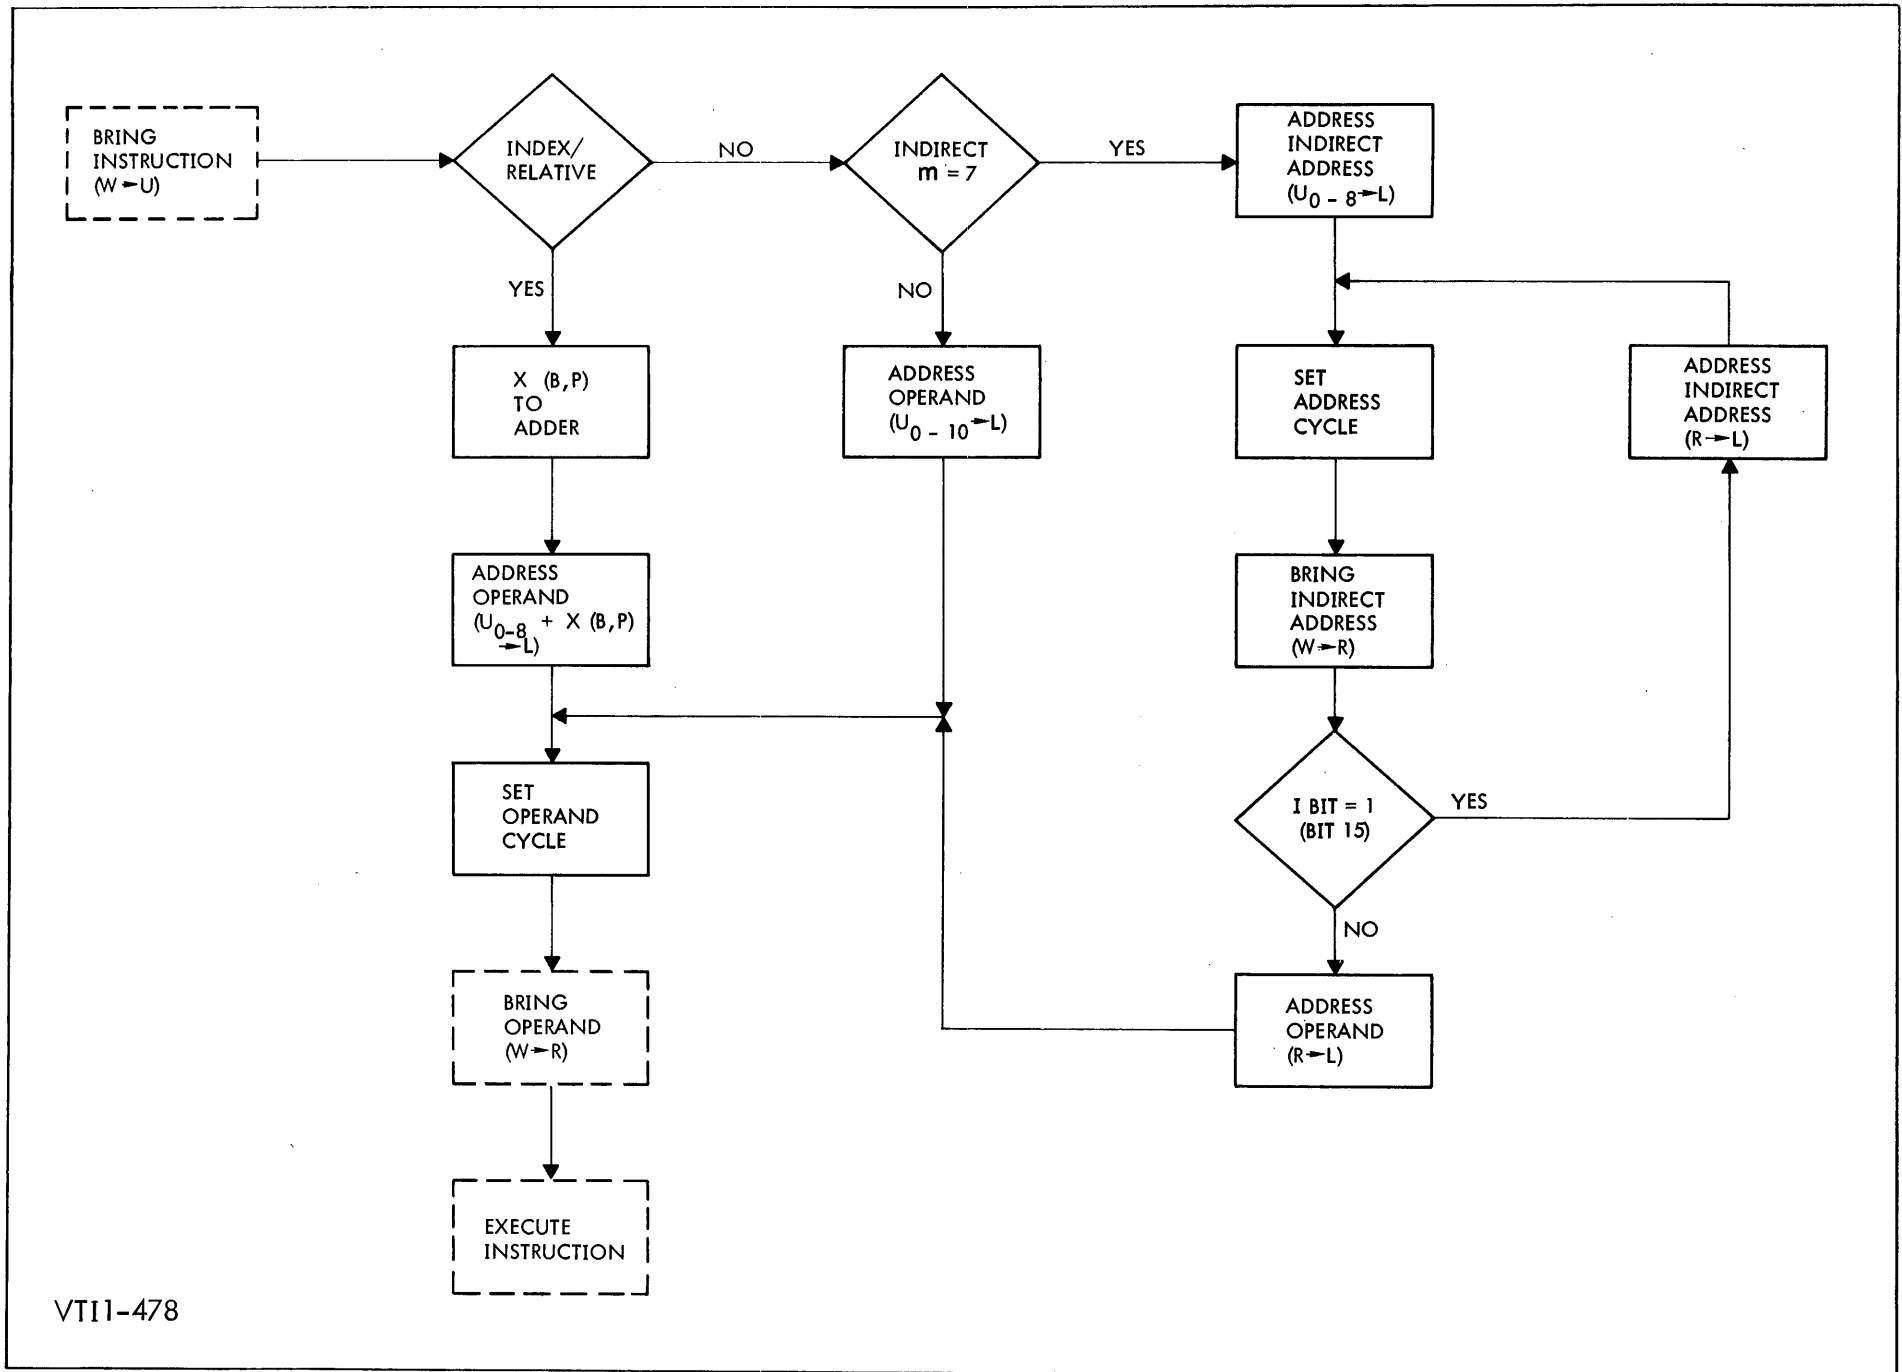 BRING
INSTRUCTION
(W→U)
INDEX/
RELATIVE
NO
INDIRECT
m = 7
YES
ADDRESS
INDIRECT
ADDRESS
(U0 - 8→L)
YES
NO
X (B,P)
TO
ADDER
ADDRESS
OPERAND
(U0 - 10→L)
SET
ADDRESS
CYCLE
ADDRESS
INDIRECT
ADDRESS
(R→L)
ADDRESS
OPERAND
(U0-8 + X (B,P)
→L)
BRING
INDIRECT
ADDRESS
(W→R)
SET
OPERAND
CYCLE
I BIT = 1
(BIT 15)
YES
NO
BRING
OPERAND
(W→R)
ADDRESS
OPERAND
(R→L)
EXECUTE
INSTRUCTION
VTI1-478